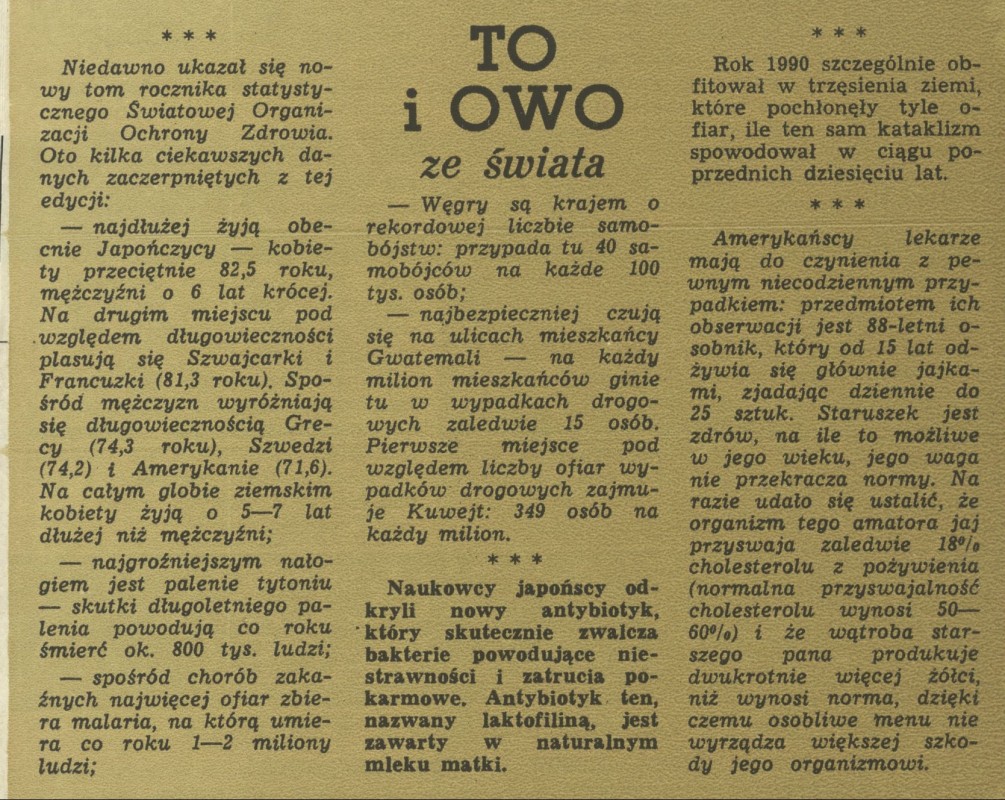 * * *
Niedawno ukazał się no-
wy tom rocznika statysty-
cznego Światowej Organi-
zacji Ochrony Zdrowia.
Oto kilka ciekawszych da-
nych zaczerpniętych z tej
edycji:
— najdłużej żyją obe-
cnie Japończycy — kobie-
ty przeciętnie 82,5 roku,
mężczyźni o 6 lat krócej.
Na drugim miejscu pod
względem długowieczności
plasują się Szwajcarki i
Francuzki (81,3 roku). Spo-
śród mężczyzn wyróżniają
się długowiecznością Gre-
cy (74,3 roku), Szwedzi
(74,2) i Amerykanie (71,6).
Na całym globie ziemskim
kobiety żyją o 5—7 lat
dłużej niż mężczyźni;
— najgroźniejszym nało-
giem jest palenie tytoniu
— skutki długoletniego pa-
lenia powodują co roku
śmierć ok. 800 tys. ludzi;
— spośród chorób zaka-
źnych najwięcej ofiar zbie-
ra malaria, na którą umie-
ra co roku 1—2 miliony
ludzi;
TO
i OWO
ze świata
— Węgry są krajem o
rekordowej liczbie samo-
bójstw: przypada tu 40 sa-
mobójców na każde 100
tys. osób;
— najbezpieczniej czują
się na ulicach mieszkańcy
Gwatemali — na każdy
milion mieszkańców ginie
tu w wypadkach drogo-
wych zaledwie 15 osób.
Pierwsze miejsce pod
względem liczby ofiar wy-
padków drogowych zajmu-
je Kuwejt: 349 osób na
każdy milion.
* * *
Naukowcy japońscy od-
kryli nowy antybiotyk,
który skutecznie zwalcza
bakterie powodujące nie-
strawności i zatrucia po-
karmowe. Antybiotyk ten,
nazwany laktofiliną, jest
zawarty w naturalnym
mleku matki.
* * *
Rok 1990 szczególnie ob-
fitował w trzęsienia ziemi,
które pochłonęły tyle o-
fiar, ile ten sam kataklizm
spowodował w ciągu po-
przednich dziesięciu lat.
* * *
Amerykańscy lekarze
mają do czynienia z pe-
wnym niecodziennym przy-
padkiem: przedmiotem ich
obserwacji jest 88-letni o-
sobnik, który od 15 lat od-
żywia się głównie jajka-
mi, zjadając dziennie do
25 sztuk. Staruszek jest
zdrów, na ile to możliwe
w jego wieku, jego waga
nie przekracza normy. Na
razie udało się ustalić, że
organizm tego amatora jaj
przyswaja zaledwie 18%
cholesterolu z pożywienia
(normalna przyswajalność
cholesterolu wynosi 50—
60%) i że wątroba star-
szego pana produkuje
dwukrotnie więcej żółci,
niż wynosi norma, dzięki
czemu osobliwe menu nie
wyrządza większej szko-
dy jego organizmowi.